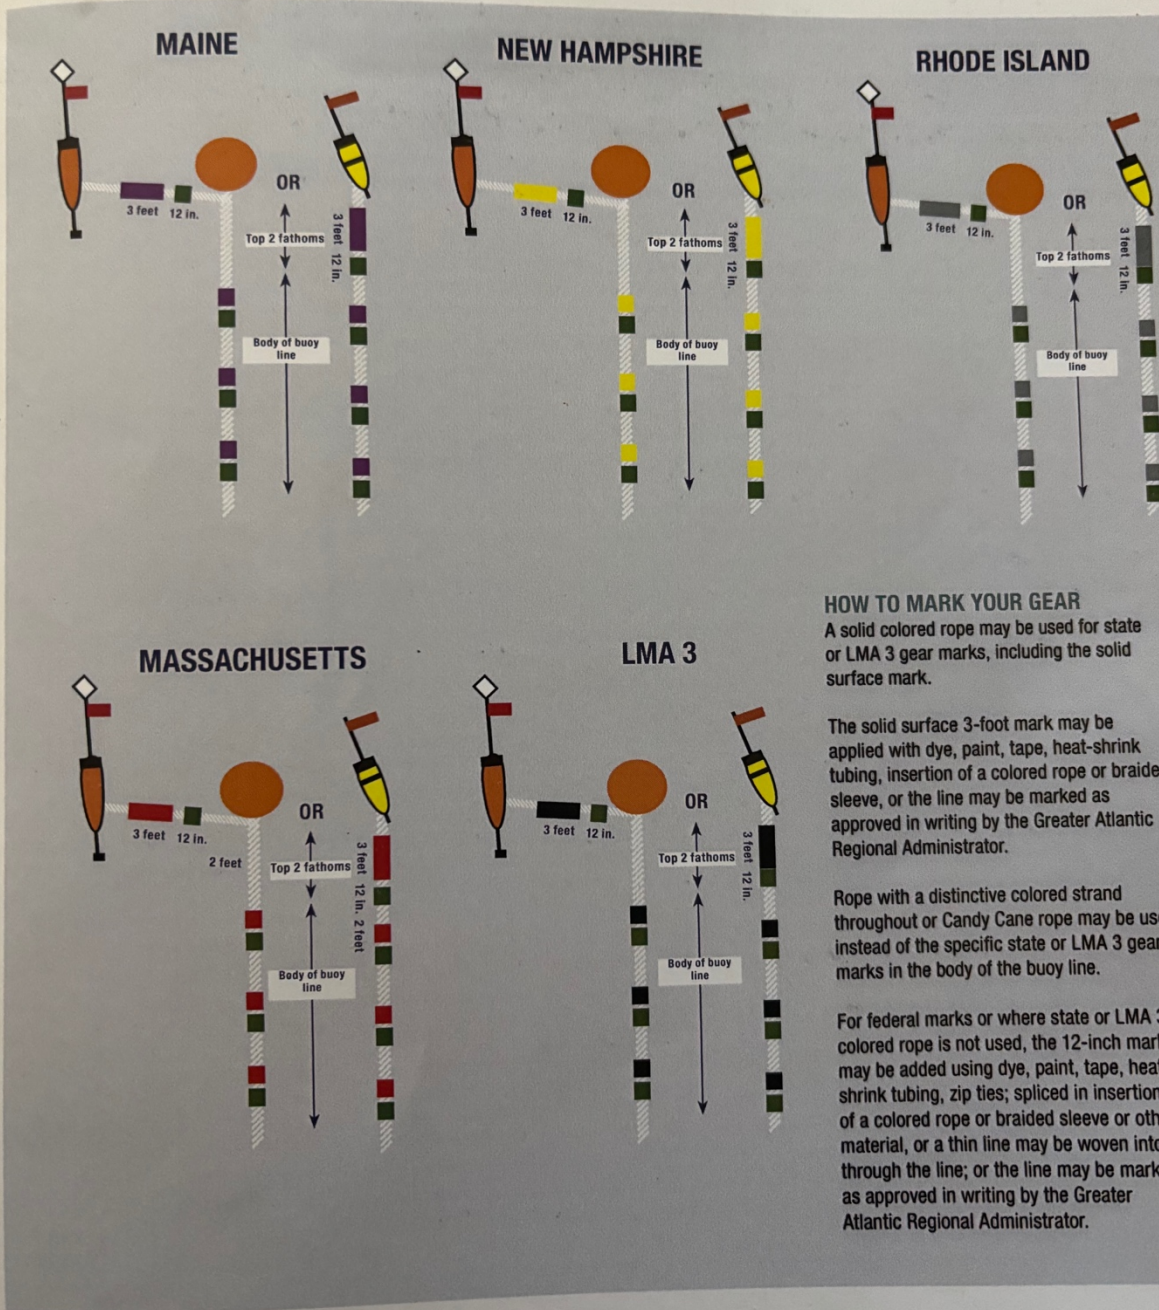 MAINE
3 feet 12 in.
OR
Top 2 fathoms
Body of buoy
line
3 feet 12 in.
NEW HAMPSHIRE
3 feet 12 in.
OR
Top 2 fathoms
Body of buoy
line
3 feet 12 in.
RHODE ISLAND
3 feet 12 in.
OR
Top 2 fathoms
Body of buoy
line
3 feet 12 in.
MASSACHUSETTS
3 feet 12 in.
2 feet
OR
Top 2 fathoms
Body of buoy
line
3 feet 12 in. 2 feet
LMA 3
3 feet 12 in.
OR
Top 2 fathoms
Body of buoy
line
3 feet 12 in.
HOW TO MARK YOUR GEAR
A solid colored rope may be used for state
or LMA 3 gear marks, including the solid
surface mark.
The solid surface 3-foot mark may be
applied with dye, paint, tape, heat-shrink
tubing, insertion of a colored rope or braide
sleeve, or the line may be marked as
approved in writing by the Greater Atlantic
Regional Administrator.
Rope with a distinctive colored strand
throughout or Candy Cane rope may be us
instead of the specific state or LMA 3 gear
marks in the body of the buoy line.
For federal marks or where state or LMA 3
colored rope is not used, the 12-inch mar
may be added using dye, paint, tape, hea
shrink tubing, zip ties; spliced in insertion
of a colored rope or braided sleeve or oth
material, or a thin line may be woven into
through the line; or the line may be mark
as approved in writing by the Greater
Atlantic Regional Administrator.